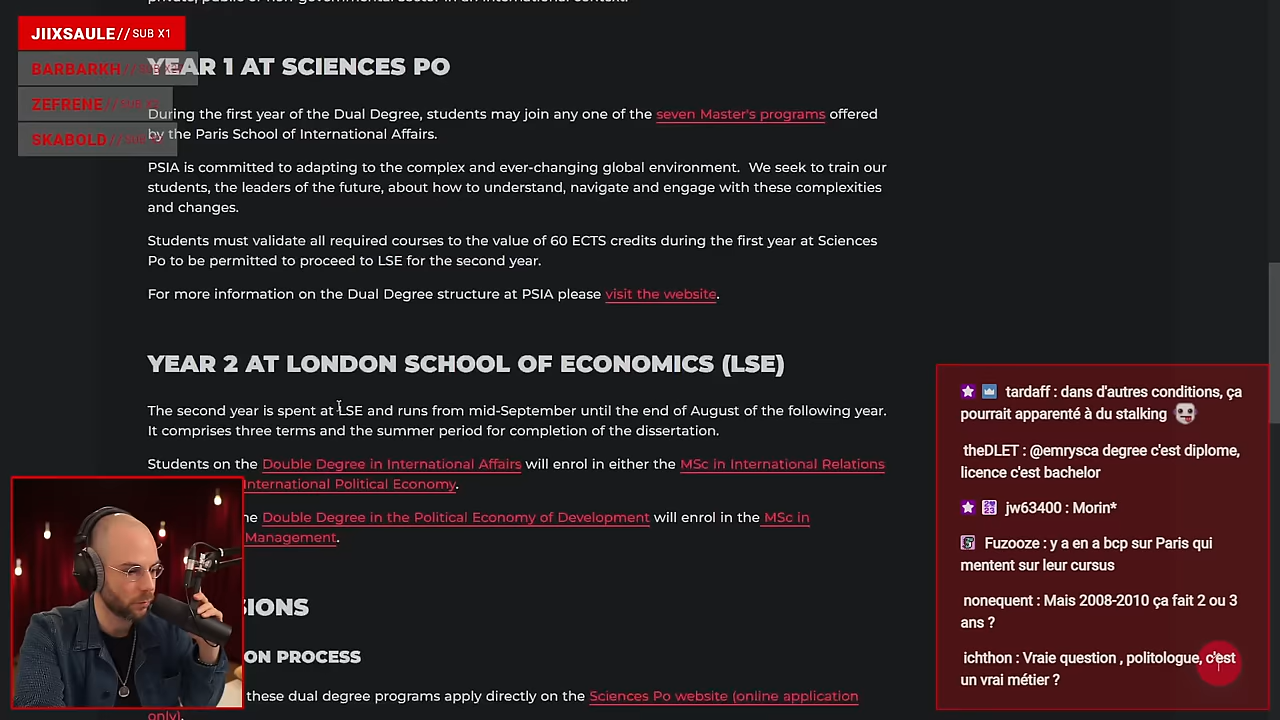 private, public or non-governmental sector in an international context.
JIIXSAULE // SUB X1
BARBARKH // SUB
ZEFRENE // SUB
SKABOLD // SUB
YEAR 1 AT SCIENCES PO
During the first year of the Dual Degree, students may join any one of the seven Master's programs offered
by the Paris School of International Affairs.
PSIA is committed to adapting to the complex and ever-changing global environment.  We seek to train our
students, the leaders of the future, about how to understand, navigate and engage with these complexities
and changes.
Students must validate all required courses to the value of 60 ECTS credits during the first year at Sciences
Po to be permitted to proceed to LSE for the second year.
For more information on the Dual Degree structure at PSIA please visit the website.
YEAR 2 AT LONDON SCHOOL OF ECONOMICS (LSE)
The second year is spent at LSE and runs from mid-September until the end of August of the following year.
It comprises three terms and the summer period for completion of the dissertation.
Students on the Double Degree in International Affairs will enrol in either the MSc in International Relations
International Political Economy.
he Double Degree in the Political Economy of Development will enrol in the MSc in
Management.
SIONS
ON PROCESS
these dual degree programs apply directly on the Sciences Po website (online application
only).
tardaff : dans d'autres conditions, ça
pourrait apparenté à du stalking
theDLET : @emrysca degree c'est diplome,
licence c'est bachelor
jw63400 : Morin*
Fuzooze : y a en a bcp sur Paris qui
mentent sur leur cursus
nonequent : Mais 2008-2010 ça fait 2 ou 3
ans ?
ichthon : Vraie question , politologue, c'est
un vrai métier ?